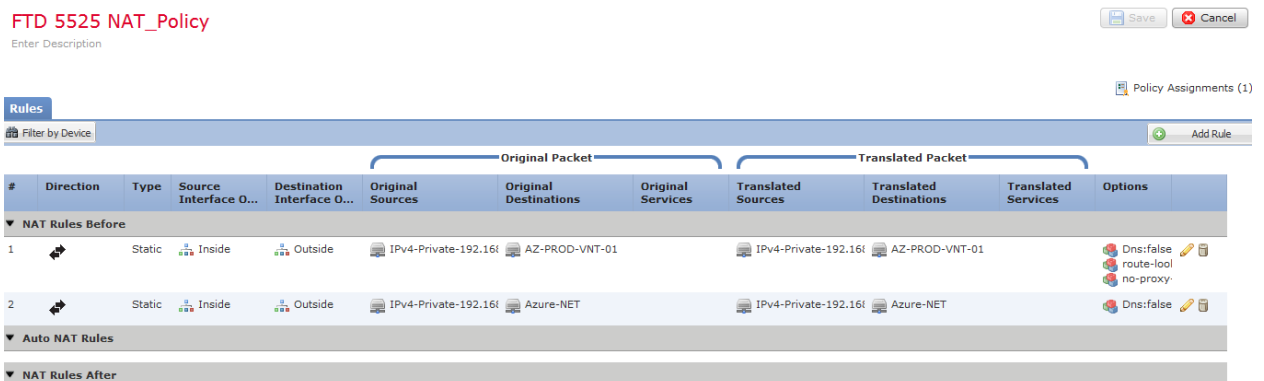 FTD 5525 NAT_Policy
Save
Cancel
Enter Description
Policy Assignments (1)
Rules
Filter by Device
Add Rule
Original Packet
Translated Packet
# Direction Type Source Interface O... Destination Interface O... Original Sources Original Destinations Original Services Translated Sources Translated Destinations Translated Services Options
NAT Rules Before
1 Static Inside Outside IPv4-Private-192.168 AZ-PROD-VNT-01 IPv4-Private-192.168 AZ-PROD-VNT-01 Dns:false
route-lool
no-proxy-
2 Static Inside Outside IPv4-Private-192.168 Azure-NET IPv4-Private-192.168 Azure-NET Dns:false
Auto NAT Rules
NAT Rules After